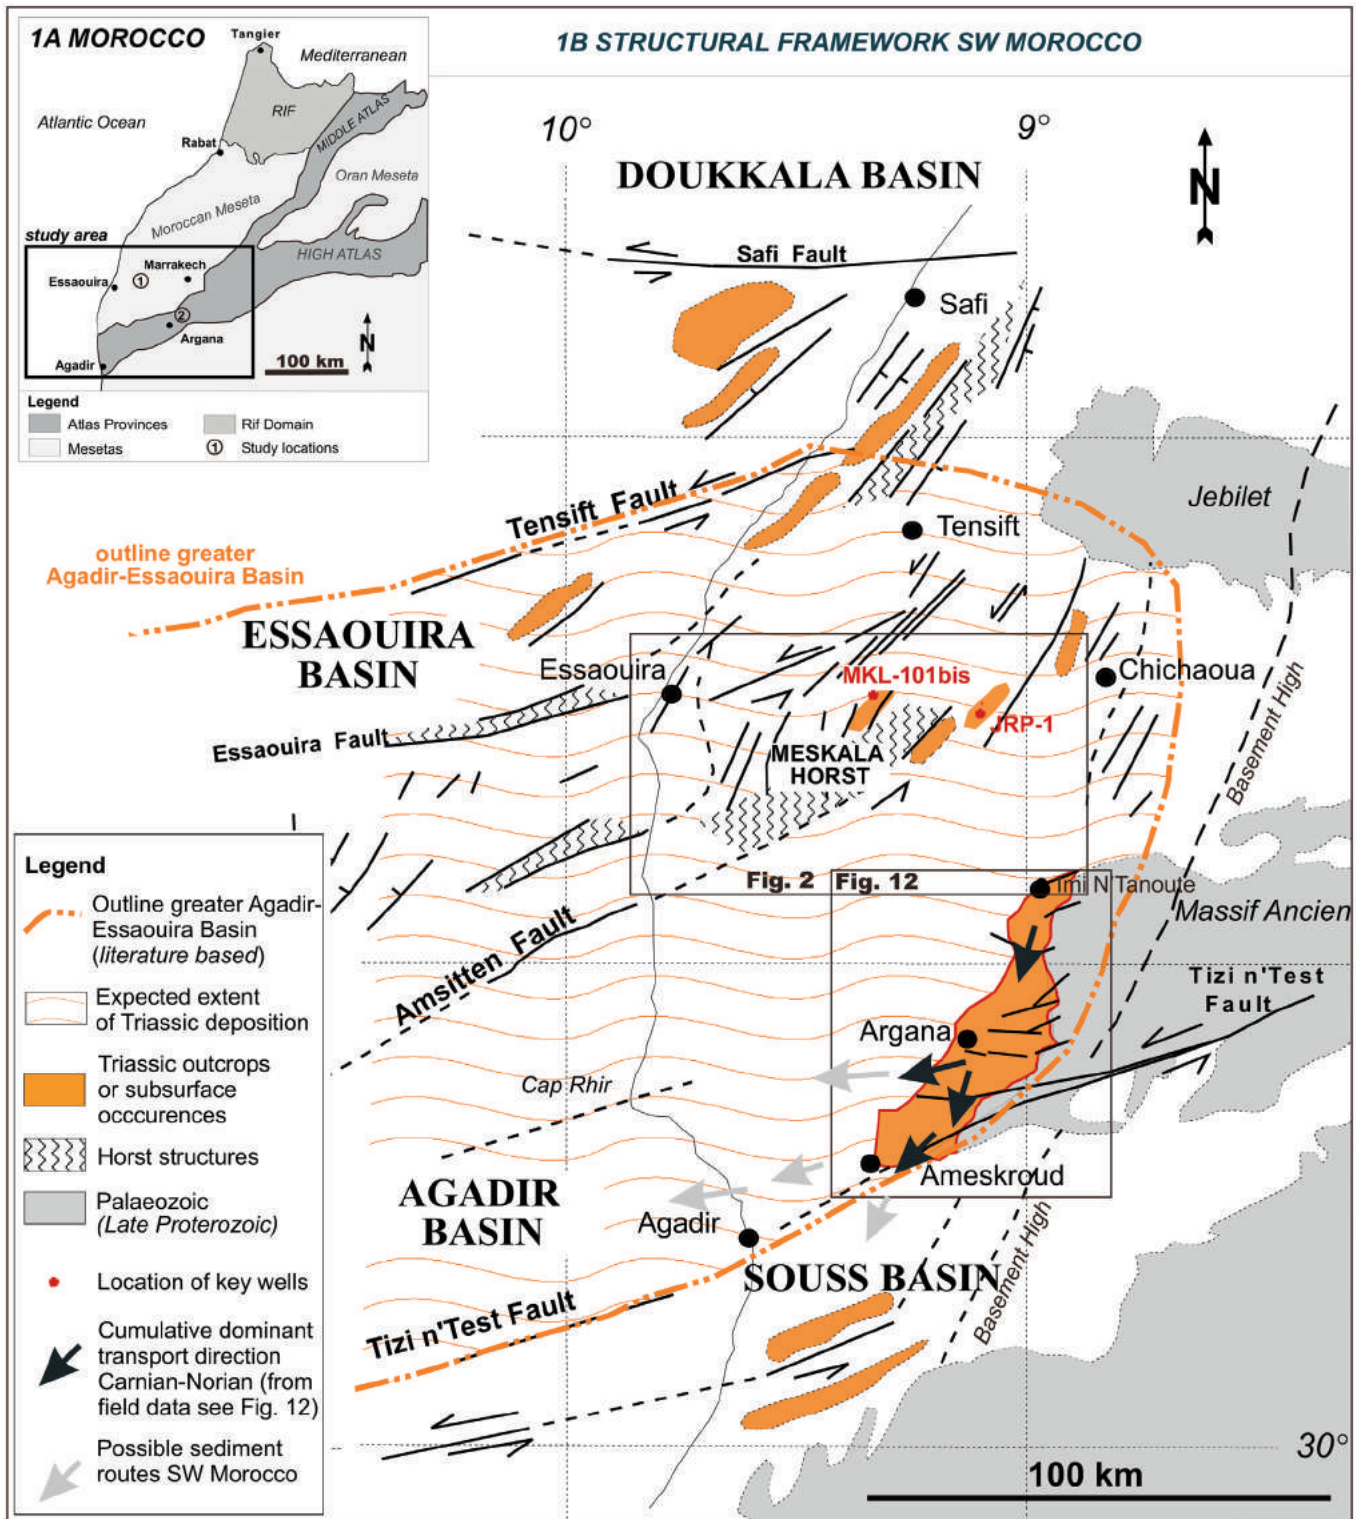 1A MOROCCO
Tangier
Mediterranean
RIF
Atlantic Ocean
MIDDLE ATLAS
Rabat
Oran Meseta
Moroccan Meseta
study area
HIGH ATLAS
Marrakech
Essaouira
1
2
Argana
N
Agadir
100 km
Legend
Atlas Provinces
Rif Domain
Mesetas
1
Study locations
1B STRUCTURAL FRAMEWORK SW MOROCCO
10°
9°
DOUKKALA BASIN
N
Safi Fault
Safi
Jebilet
Tensift Fault
Tensift
outline greater
Agadir-Essaouira Basin
ESSAOUIRA
BASIN
Essaouira
MKL-101bis
Chichaoua
JRP-1
Essaouira Fault
MESKALA
HORST
Basement High
Fig. 2
Fig. 12
Imi N Tanoute
Massif Ancien
Amsitten Fault
Tizi n'Test
Fault
Argana
Cap Rhir
Ameskroud
AGADIR
BASIN
Agadir
Basement High
SOUSS BASIN
Tizi n'Test Fault
30°
100 km
Legend
Outline greater Agadir-
Essaouira Basin
(literature based)
Expected extent
of Triassic deposition
Triassic outcrops
or subsurface
occcurences
Horst structures
Palaeozoic
(Late Proterozoic)
Location of key wells
Cumulative dominant
transport direction
Carnian-Norian (from
field data see Fig. 12)
Possible sediment
routes SW Morocco